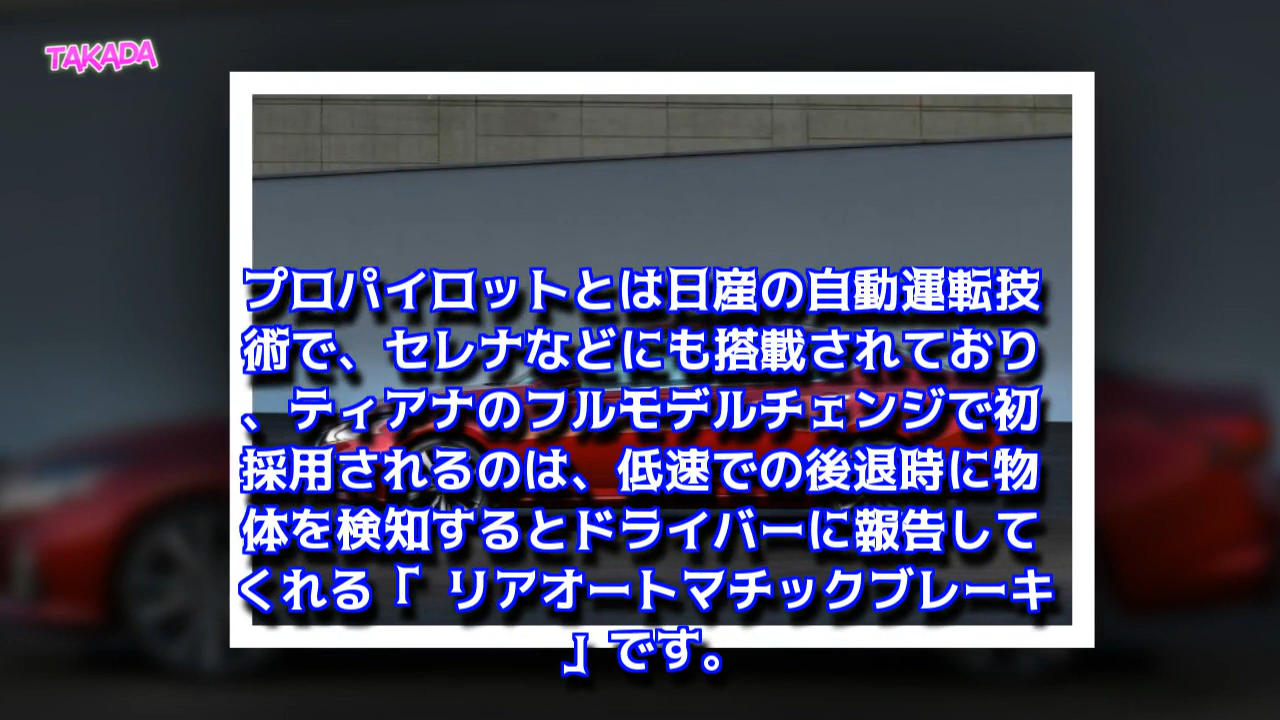 TAKADA
プロパイロットとは日産の自動運転技
術で、セレナなどにも搭載されており
、ティアナのフルモデルチェンジで初
採用されるのは、低速での後退時に物
体を検知するとドライバーに報告して
くれる「 リアオートマチックブレーキ
」です。